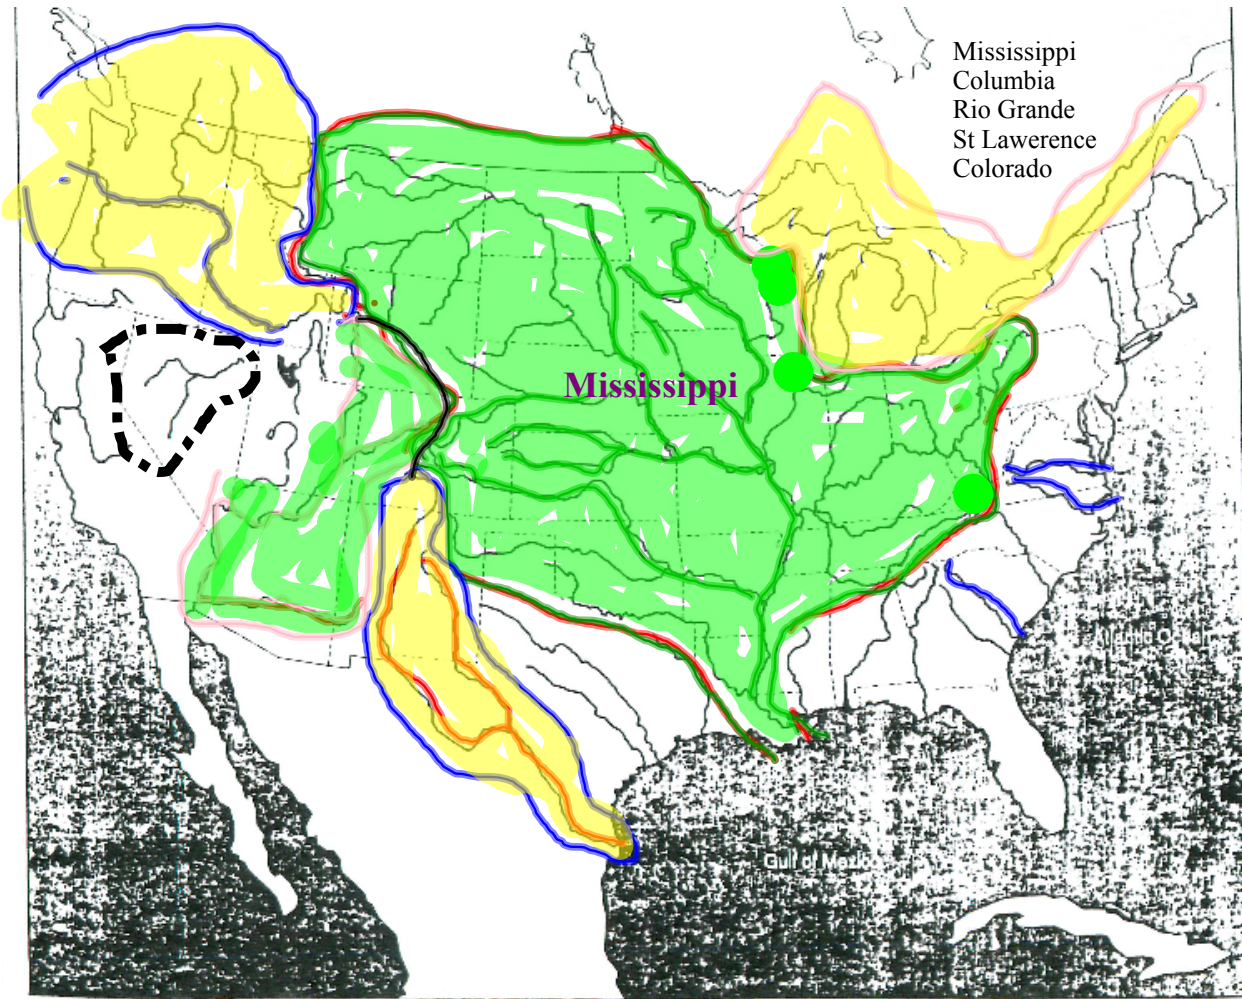 Mississippi
Columbia
Rio Grande
St Lawerence
Colorado
Mississippi
Atlantic Ocean
Gulf of Mexico